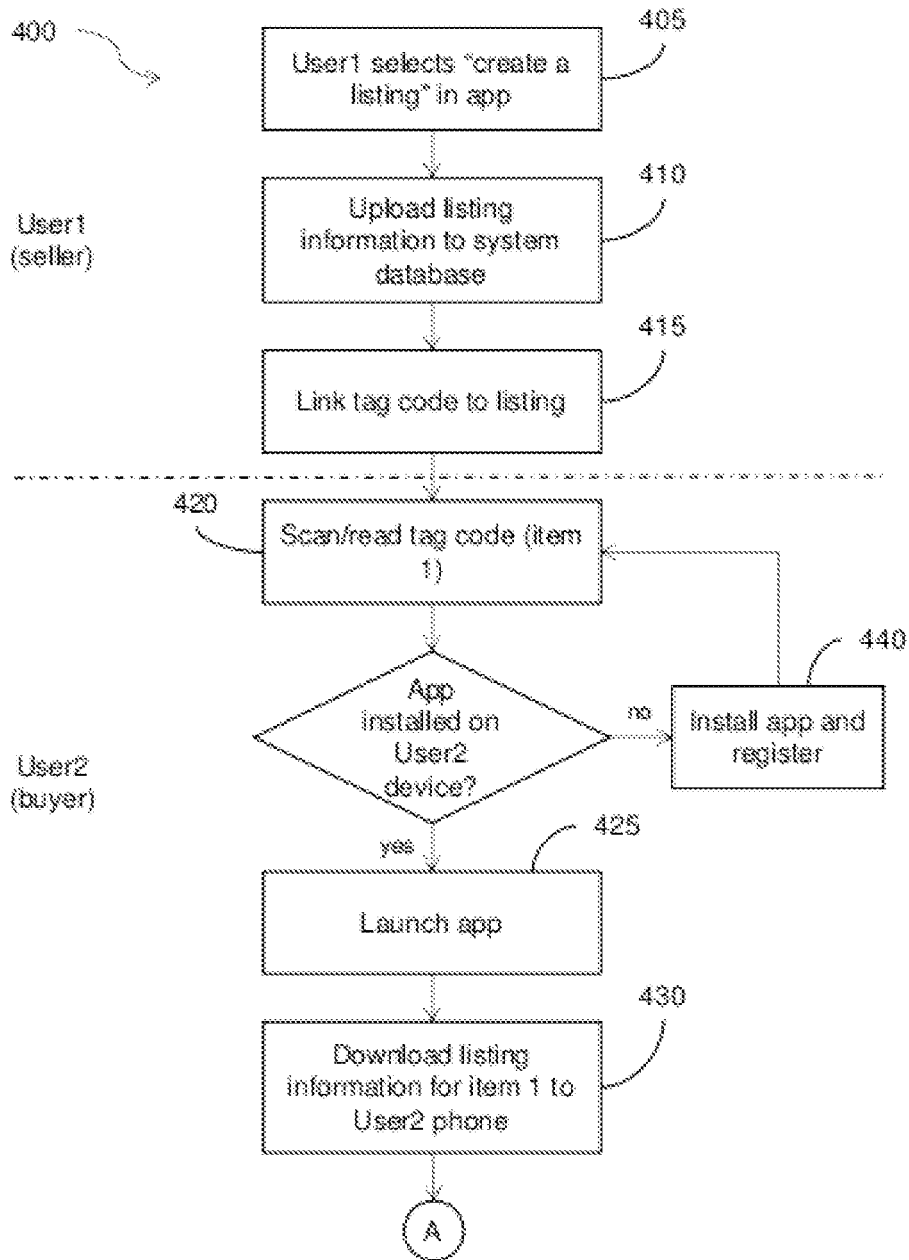 400
405
User1 selects "create a
listing" in app
410
Upload listing
information to system
database
User1
(seller)
415
Link tag code to listing
420
Scan/read tag code (item
1)
440
App
installed on
User2
device?
no
Install app and
register
User2
(buyer)
yes
425
Launch app
430
Download listing
information for item 1 to
User2 phone
A